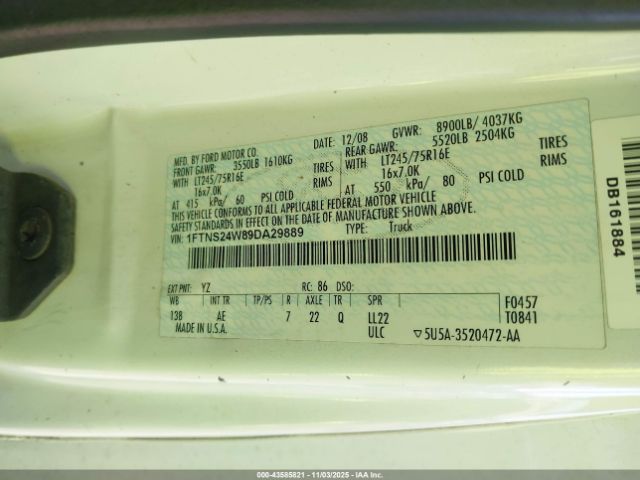 MFD. BY FORD MOTOR CO. DATE: 12/08 GVWR: 8900LB/ 4037KG
FRONT GAWR: 3550LB 1610KG REAR GAWR: 5520LB 2504KG
WITH LT245/75R16E TIRES WITH LT245/75R16E TIRES
16x7.0K RIMS 16x7.0K RIMS
AT 415 kPa/ 60 PSI COLD AT 550 kPa/ 80 PSI COLD
THIS VEHICLE CONFORMS TO ALL APPLICABLE FEDERAL MOTOR VEHICLE
SAFETY STANDARDS IN EFFECT ON THE DATE OF MANUFACTURE SHOWN ABOVE.
VIN: 1FTNS24W89DA29889 TYPE: Truck
EXT PNT: YZ RC: 86 DSO:
WB INT TR TP/PS R AXLE TR SPR F0457
138 AE 7 22 Q LL22 T0841
MADE IN U.S.A. ULC ▽5U5A-3520472-AA
DB161884
000-43585821 - 11/03/2025 - IAAI.COM